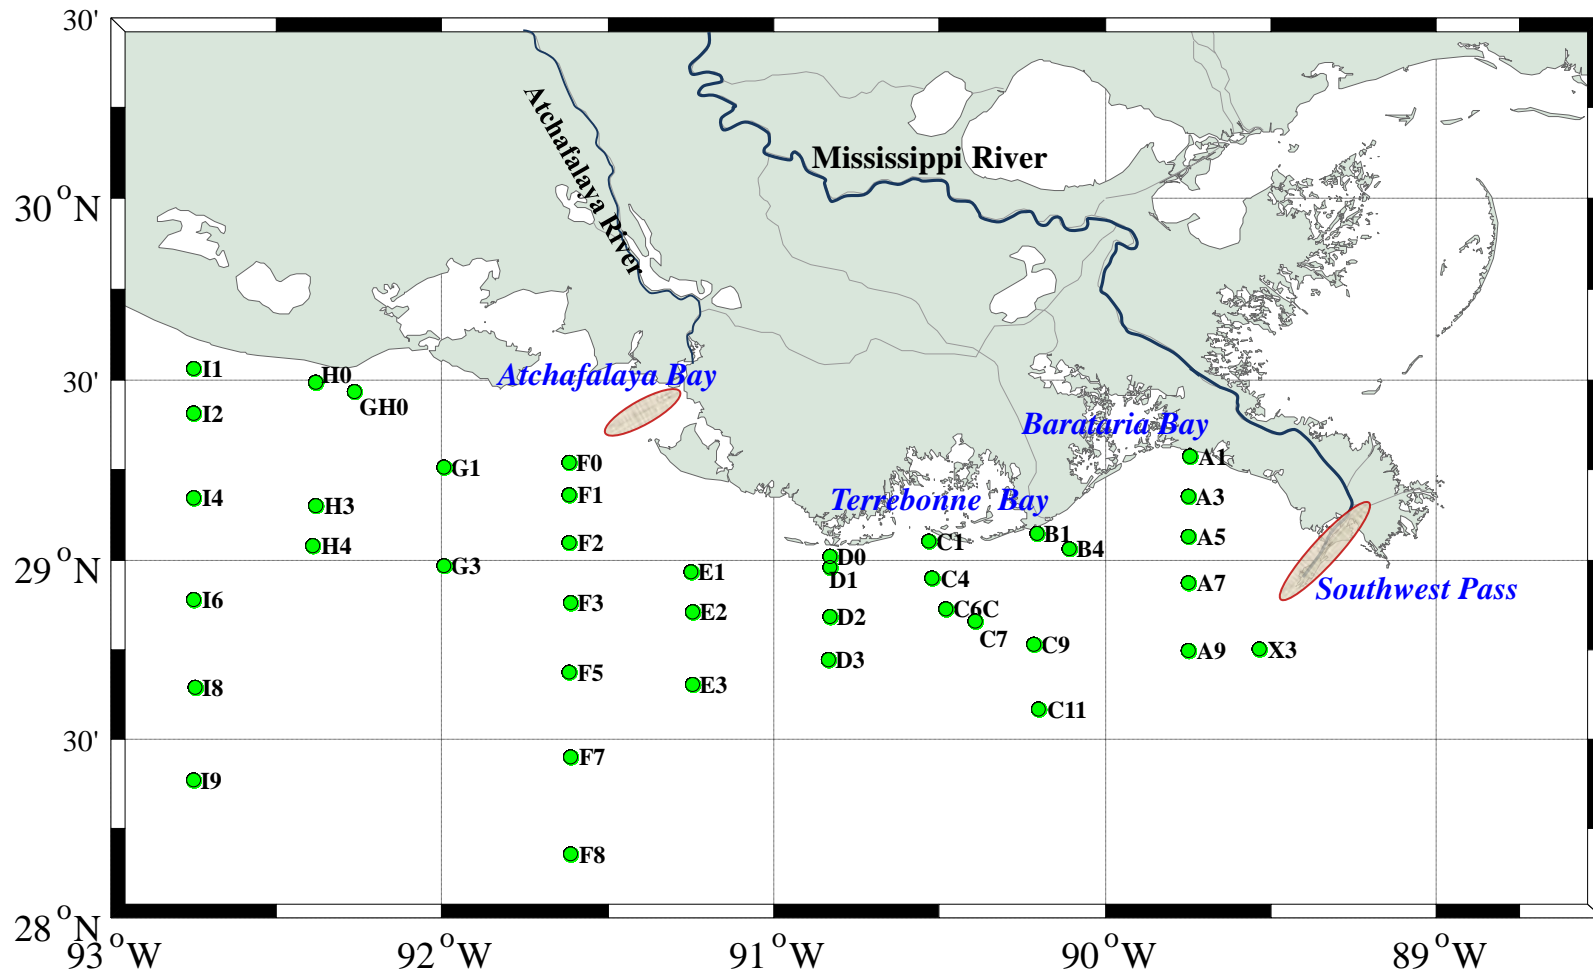 30'
Atchafalaya River
Mississippi River
30 °N
I1
H0
30'
Atchafalaya Bay
GH0
I2
Barataria Bay
A1
F0
G1
I4
F1
A3
Terrebonne Bay
H3
B1
A5
C1
F2
H4
B4
D0
29 °N
G3
E1
D1
C4
A7
Southwest Pass
I6
F3
E2
D2
C6C
C7
C9
A9
X3
D3
F5
E3
I8
C11
30'
F7
I9
F8
28 °N
93 °W
92 °W
91 °W
90 °W
89 °W